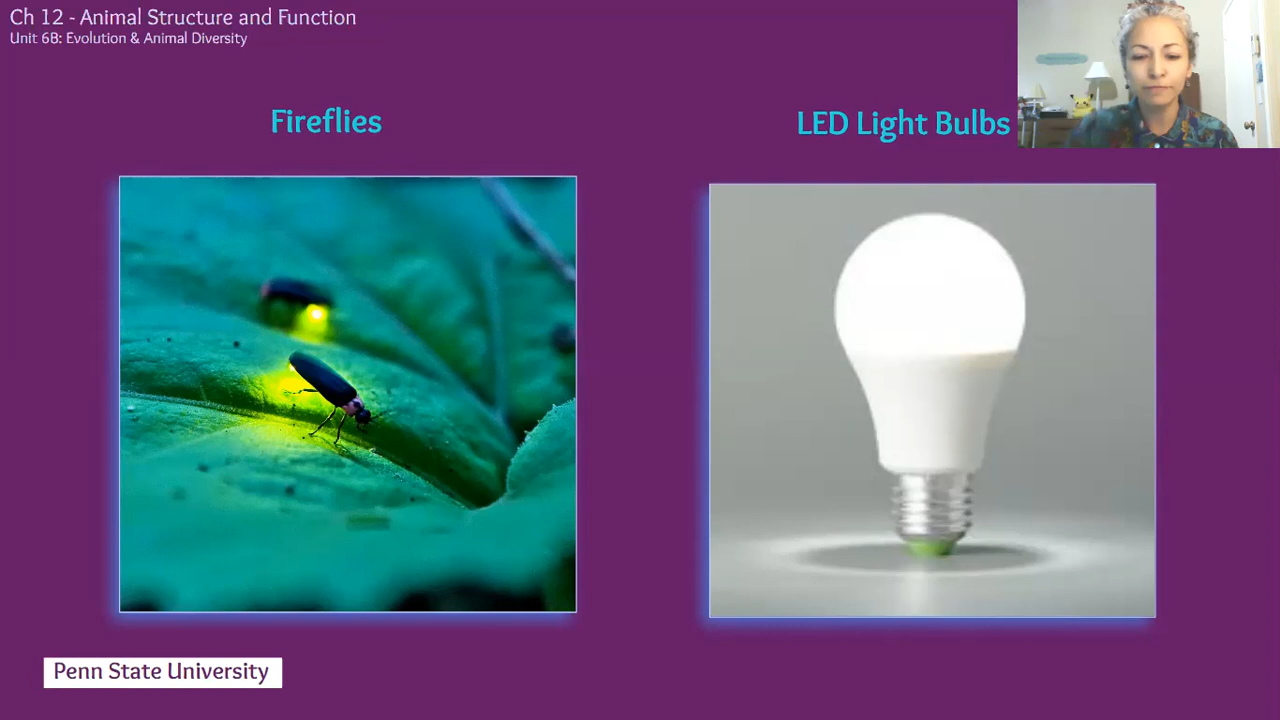 Ch 12 - Animal Structure and Function
Unit 6B: Evolution & Animal Diversity
Fireflies
LED Light Bulbs
Penn State University